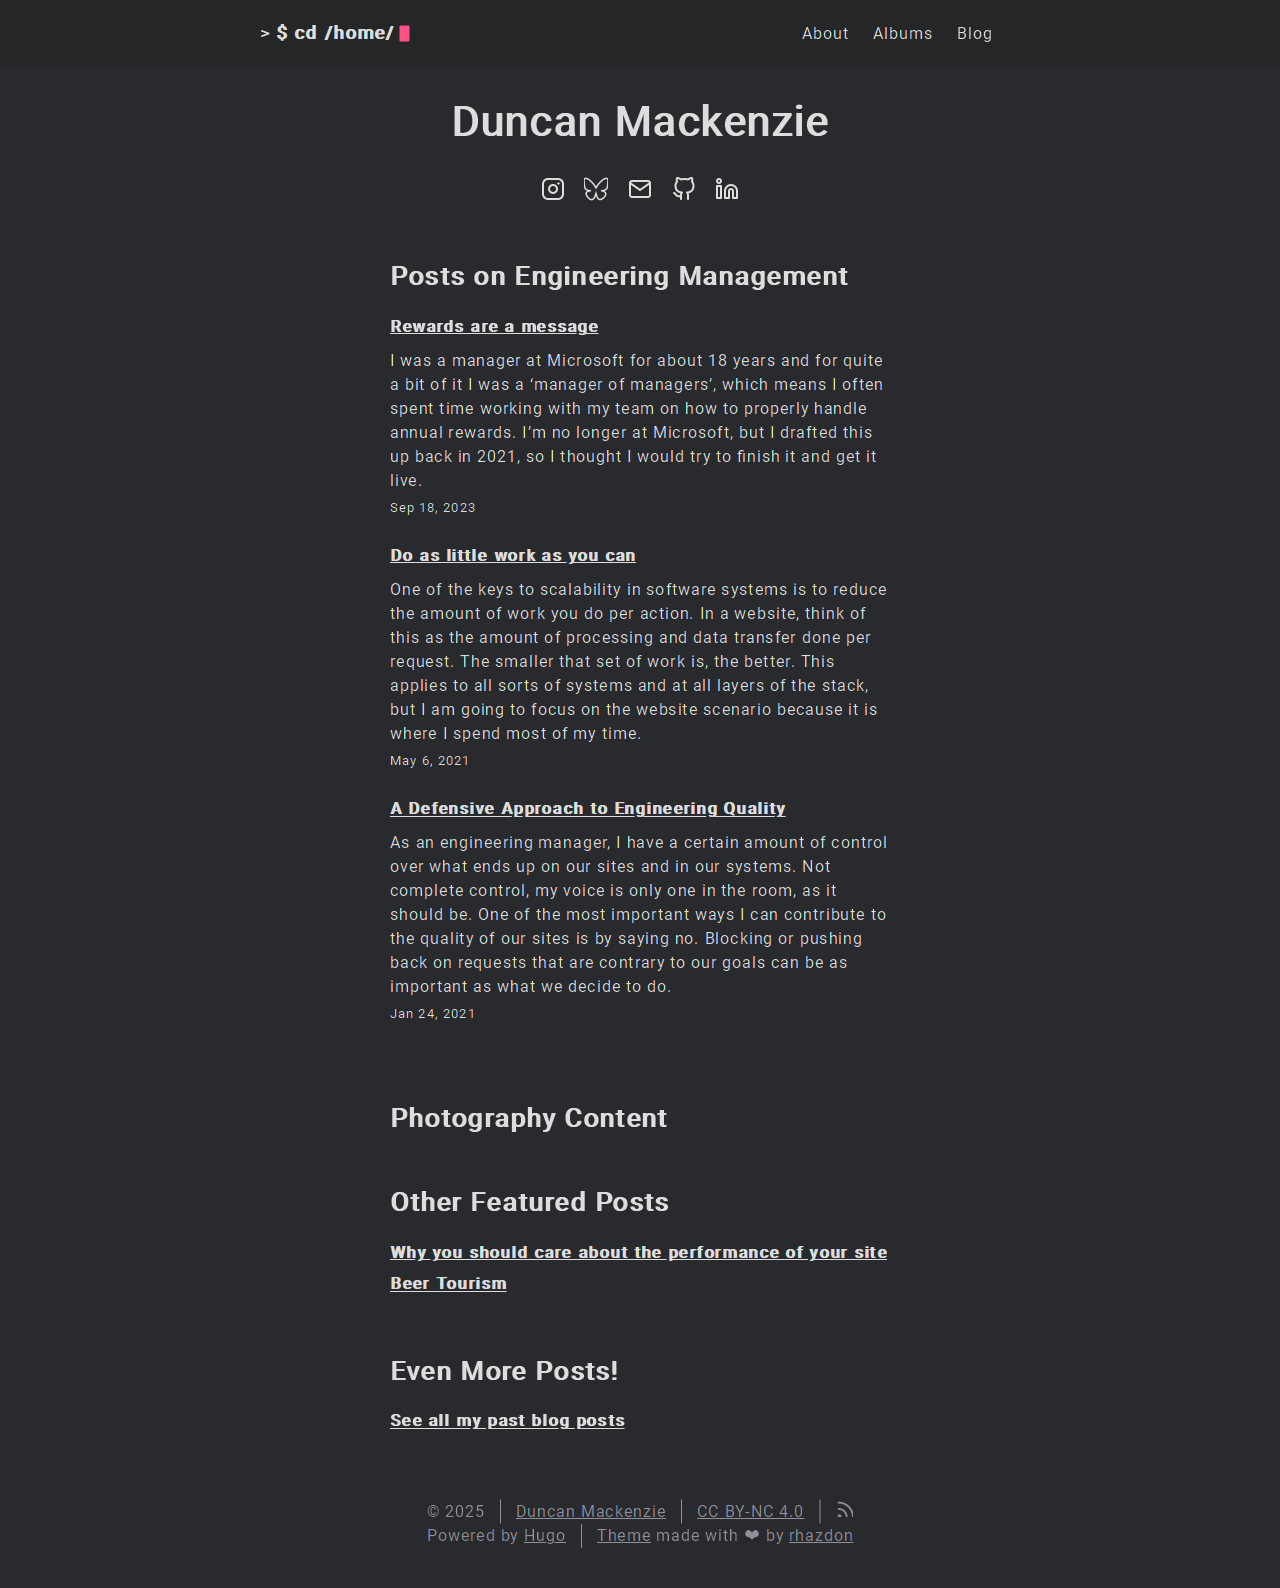 > $ cd /home/
About Albums Blog
Duncan Mackenzie
Posts on Engineering Management
Rewards are a message
I was a manager at Microsoft for about 18 years and for quite
a bit of it I was a ‘manager of managers’, which means I often
spent time working with my team on how to properly handle
annual rewards. I’m no longer at Microsoft, but I drafted this
up back in 2021, so I thought I would try to finish it and get it
live.
Sep 18, 2023
Do as little work as you can
One of the keys to scalability in software systems is to reduce
the amount of work you do per action. In a website, think of
this as the amount of processing and data transfer done per
request. The smaller that set of work is, the better. This
applies to all sorts of systems and at all layers of the stack,
but I am going to focus on the website scenario because it is
where I spend most of my time.
May 6, 2021
A Defensive Approach to Engineering Quality
As an engineering manager, I have a certain amount of control
over what ends up on our sites and in our systems. Not
complete control, my voice is only one in the room, as it
should be. One of the most important ways I can contribute to
the quality of our sites is by saying no. Blocking or pushing
back on requests that are contrary to our goals can be as
important as what we decide to do.
Jan 24, 2021
Photography Content
Other Featured Posts
Why you should care about the performance of your site
Beer Tourism
Even More Posts!
See all my past blog posts
© 2025 | Duncan Mackenzie | CC BY-NC 4.0 |
Powered by Hugo | Theme made with ❤ by rhazdon